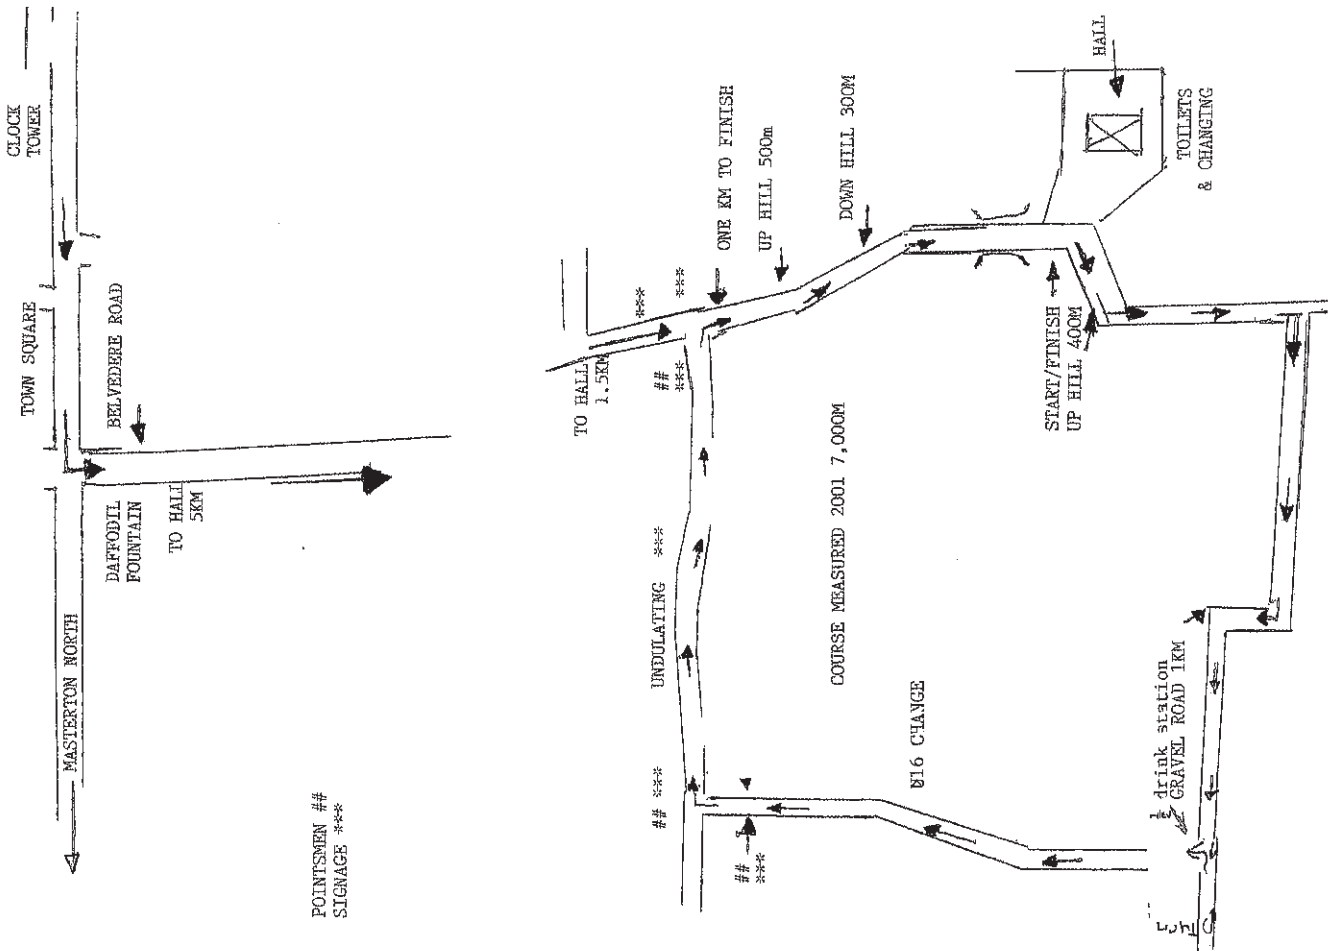 CLOCK
TOWER
TOWN SQUARE
BELVEDERE ROAD
DAFFODIL
FOUNTAIN
TO HALL
5KM
MASTERTON NORTH
POINTSMEN ##
SIGNAGE ***
HALL
TOILETS
& CHANGING
ONE KM TO FINISH
UP HILL 500m
DOWN HILL 300M
***
***
TO HALL
1.5KM
##
***
START/FINISH
UP HILL 400M
UNDULATING ***
COURSE MEASURED 2001 7,000M
## ***
##
***
CHANGE
½ drink station
GRAVEL ROAD 1KM